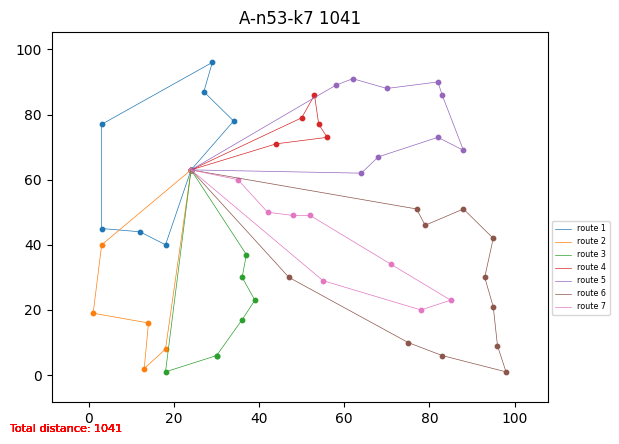 A-n53-k7 1041
100
80
60
40
20
0
0 20 40 60 80 100
route 1
route 2
route 3
route 4
route 5
route 6
route 7
Total distance: 1041